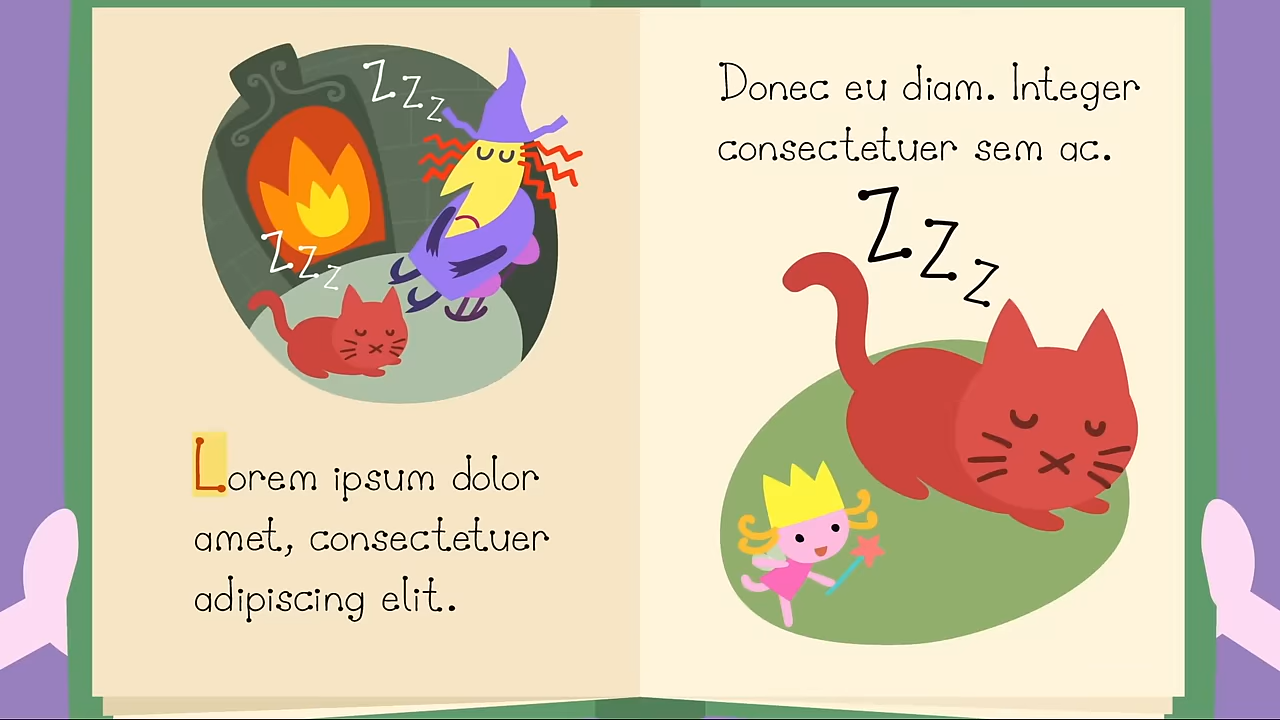 Z z z
Z z z
Lorem ipsum dolor
amet, consectetuer
adipiscing elit.
Donec eu diam. Integer
consectetuer sem ac.
Z z z